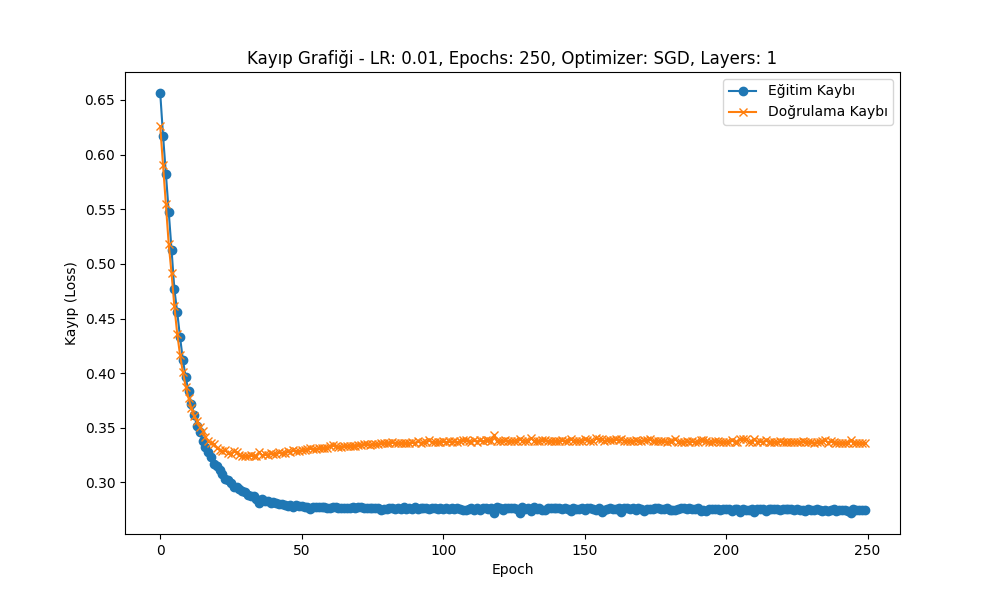 Kayıp Grafiği - LR: 0.01, Epochs: 250, Optimizer: SGD, Layers: 1
Eğitim Kaybı
Doğrulama Kaybı
Kayıp (Loss)
0.65
0.60
0.55
0.50
0.45
0.40
0.35
0.30
0
50
100
150
200
250
Epoch